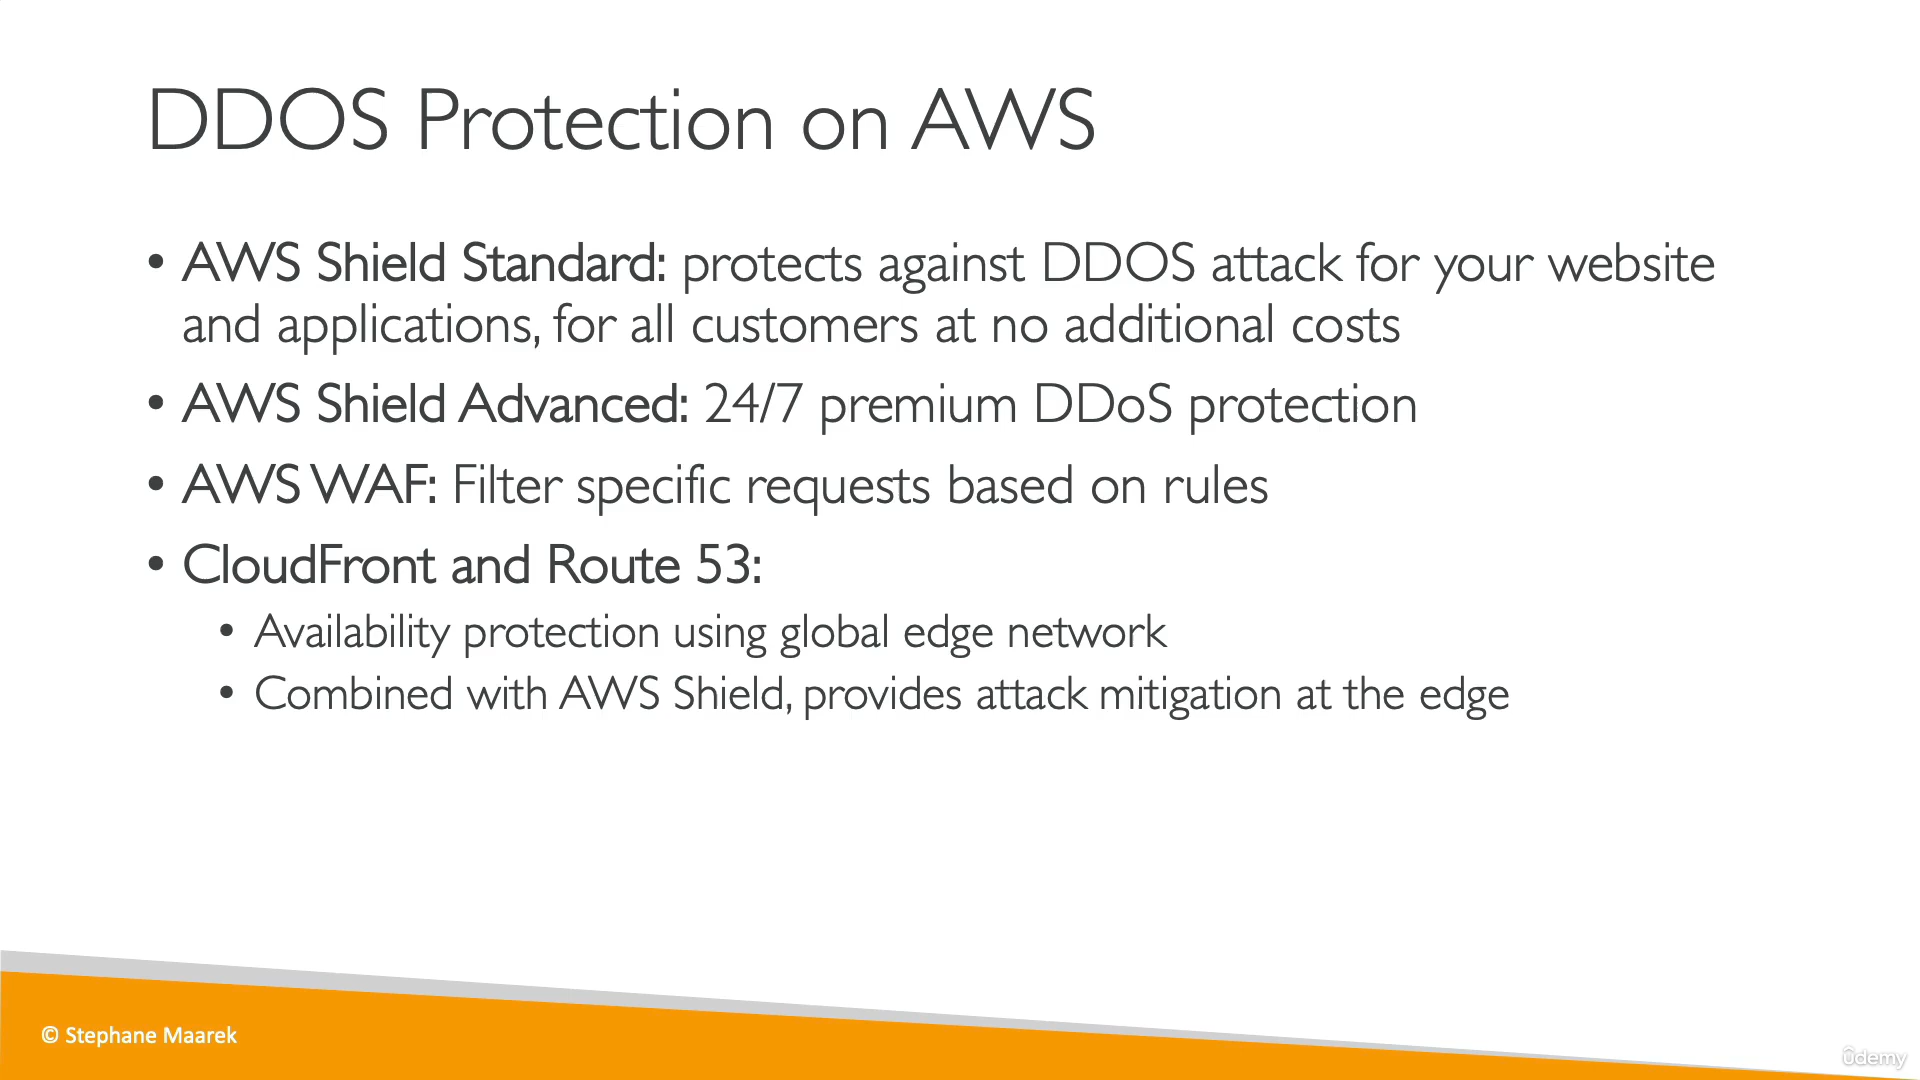 DDOS Protection on AWS
• AWS Shield Standard: protects against DDOS attack for your website
and applications, for all customers at no additional costs
• AWS Shield Advanced: 24/7 premium DDoS protection
• AWS WAF: Filter specific requests based on rules
• CloudFront and Route 53:
• Availability protection using global edge network
• Combined with AWS Shield, provides attack mitigation at the edge
© Stephane Maarek
ûdemy